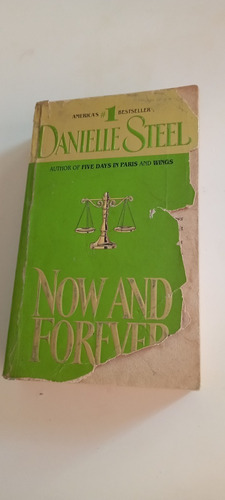 AMERICA'S #1 BESTSELLER
DANIELLE STEEL
AUTHOR OF FIVE DAYS IN PARIS AND WINGS
NOW AND
FOREVER